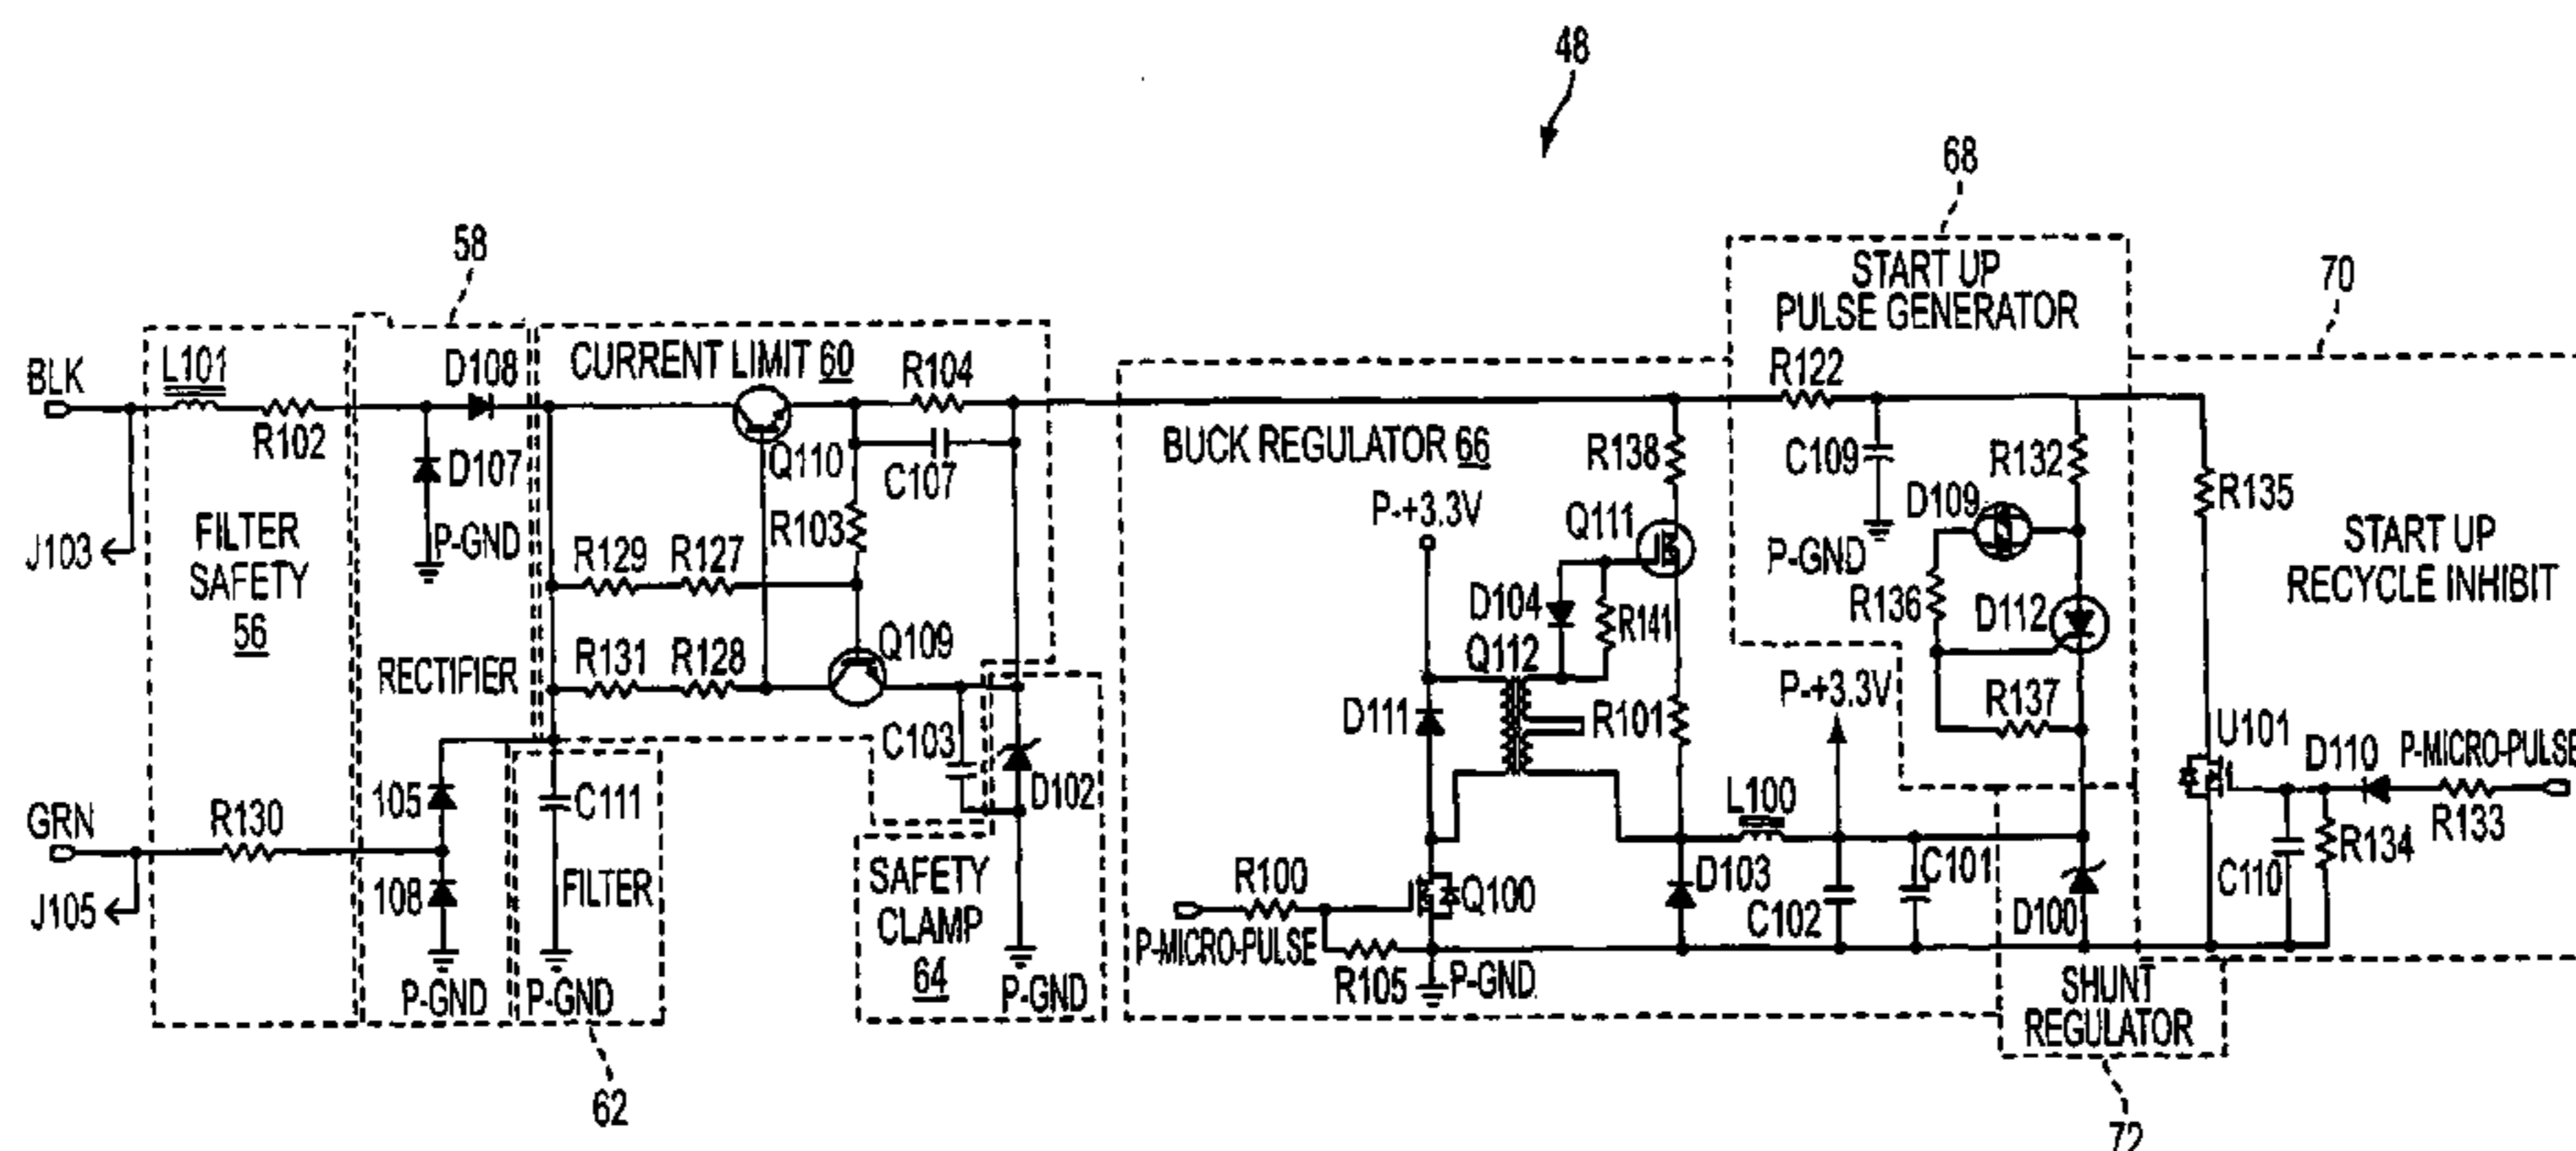 48
68
58
70
START UP
PULSE GENERATOR
BLK
L101
R102
D108
D107
P-GND
J103
FILTER
SAFETY
56
RECTIFIER
CURRENT LIMIT 60
R104
Q110
C107
R103
R129
R127
R131
R128
Q109
C103
D102
105
108
P-GND
GRN
R130
J105
C111
FILTER
P-GND
62
SAFETY
CLAMP
64
P-GND
BUCK REGULATOR 66
P-+3.3V
R138
Q111
D104
R141
Q112
D111
R101
R100
Q100
P-MICRO-PULSE
R105
P-GND
D103
L100
P-+3.3V
C102
C101
R122
C109
P-GND
R132
D109
R136
D112
R137
D100
SHUNT
REGULATOR
72
R135
START UP
RECYCLE INHIBIT
U101
D110
P-MICRO-PULSE
R133
R134
C110